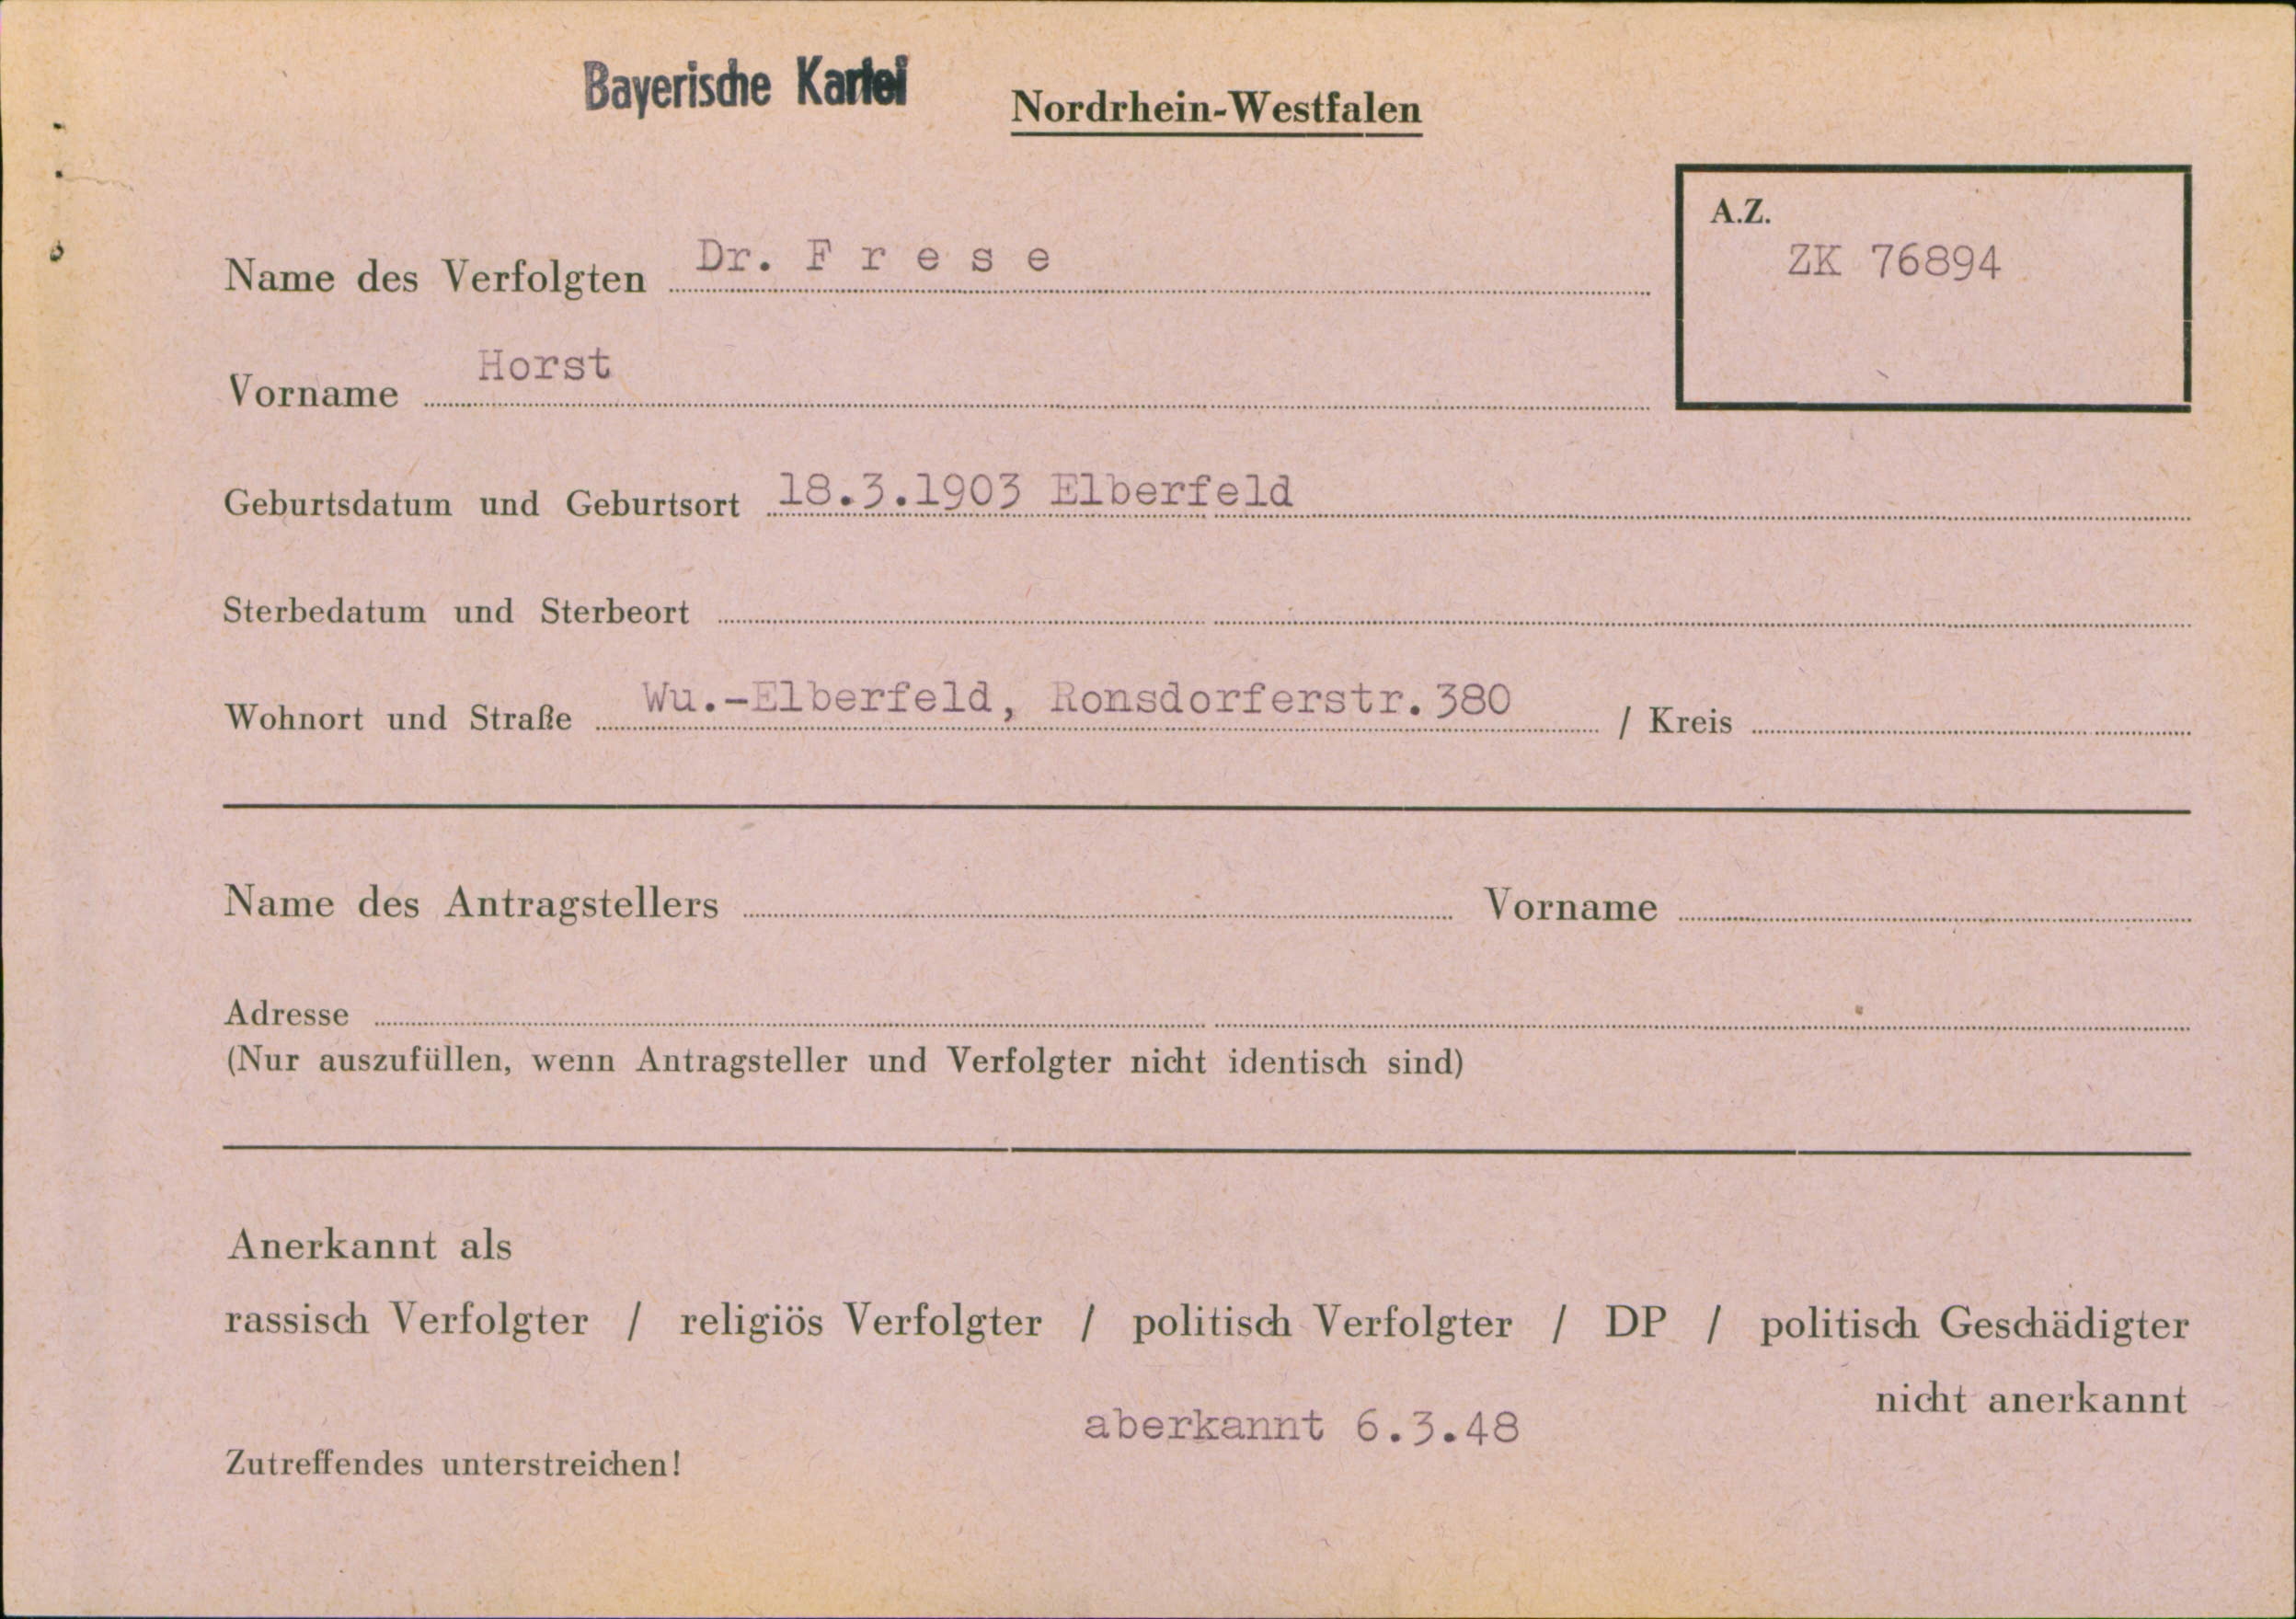 Bayerische Kartei
Nordrhein-Westfalen
A.Z.
ZK 76894
Name des Verfolgten Dr. F r e s e
Vorname Horst
Geburtsdatum und Geburtsort 18.3.1903 Elberfeld
Sterbedatum und Sterbeort
Wohnort und Straße Wu.-Elberfeld, Ronsdorferstr.380 / Kreis
Name des Antragstellers Vorname
Adresse
(Nur auszufüllen, wenn Antragsteller und Verfolgter nicht identisch sind)
Anerkannt als
rassisch Verfolgter / religiös Verfolgter / politisch Verfolgter / DP / politisch Geschädigter
nicht anerkannt
aberkannt 6.3.48
Zutreffendes unterstreichen!